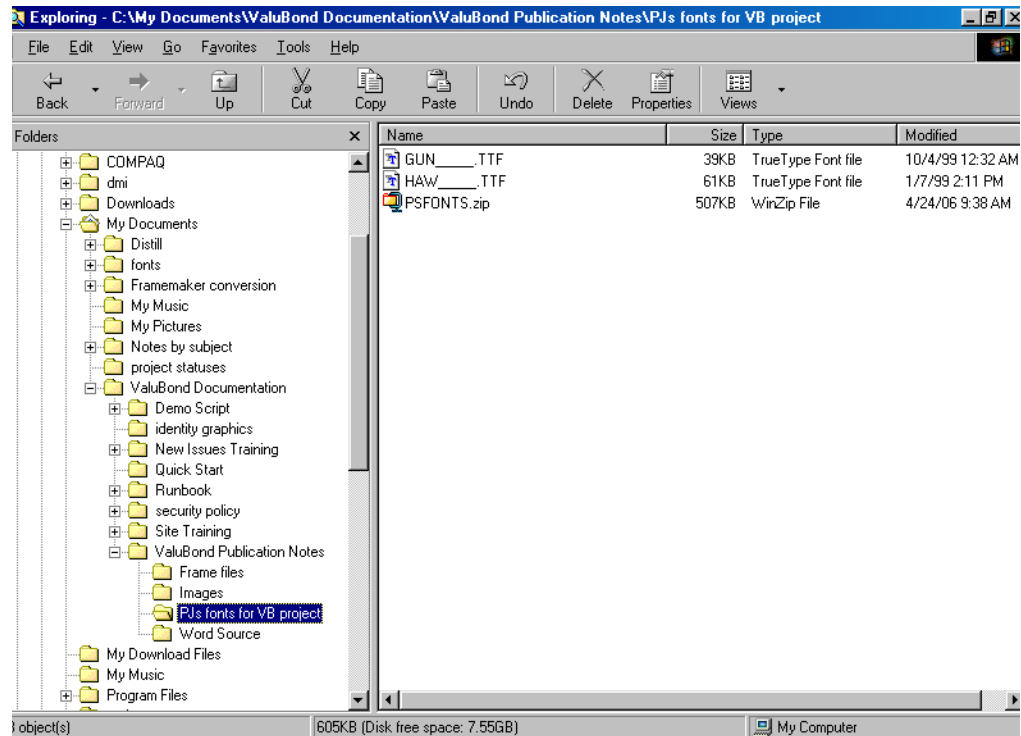 Exploring - C:\My Documents\ValuBond Documentation\ValuBond Publication Notes\PJs fonts for VB project
File Edit View Go Favorites Tools Help
Back Forward Up Cut Copy Paste Undo Delete Properties Views
Folders
COMPAQ
dmi
Downloads
My Documents
Distill
fonts
Framemaker conversion
My Music
My Pictures
Notes by subject
project statuses
ValuBond Documentation
Demo Script
identity graphics
New Issues Training
Quick Start
Runbook
security policy
Site Training
ValuBond Publication Notes
Frame files
Images
PJs fonts for VB project
Word Source
My Download Files
My Music
Program Files
Name Size Type Modified
GUN_____.TTF 39KB TrueType Font file 10/4/99 12:32 AM
HAW_____.TTF 61KB TrueType Font file 1/7/99 2:11 PM
PSFONTS.zip 507KB WinZip File 4/24/06 9:38 AM
object(s) 605KB (Disk free space: 7.55GB) My Computer